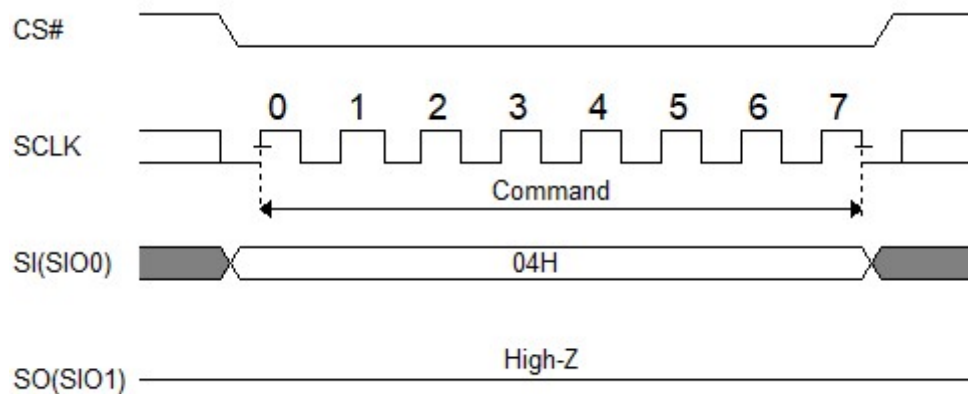 CS#
0 1 2 3 4 5 6 7
SCLK
Command
SI(SIO0)
04H
High-Z
SO(SIO1)